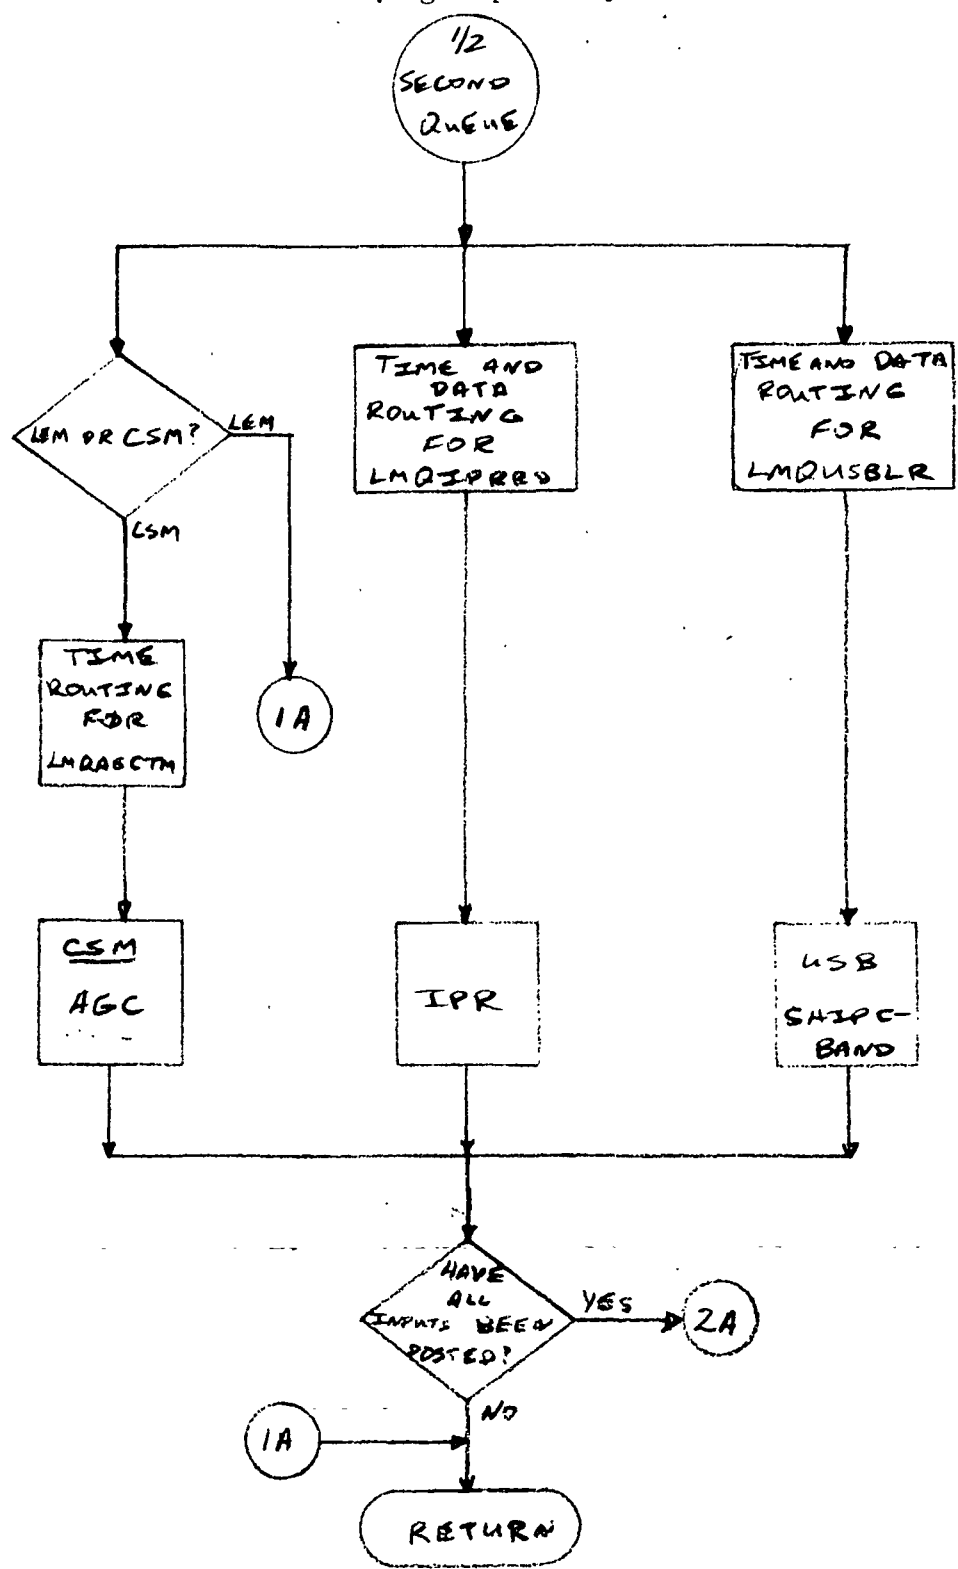 1/2
SECOND
QUEUE
LEM OR CSM?
LEM
CSM
TIME AND
DATA
ROUTING
FOR
LMQIPRRD
TIME AND DATA
ROUTING
FOR
LMQUSBLR
TIME
ROUTING
FOR
LMQAGCTM
1A
CSM
AGC
IPR
USB
SHIP C-
BAND
HAVE
ALL
INPUTS BEEN
POSTED?
YES
2A
NO
1A
RETURN